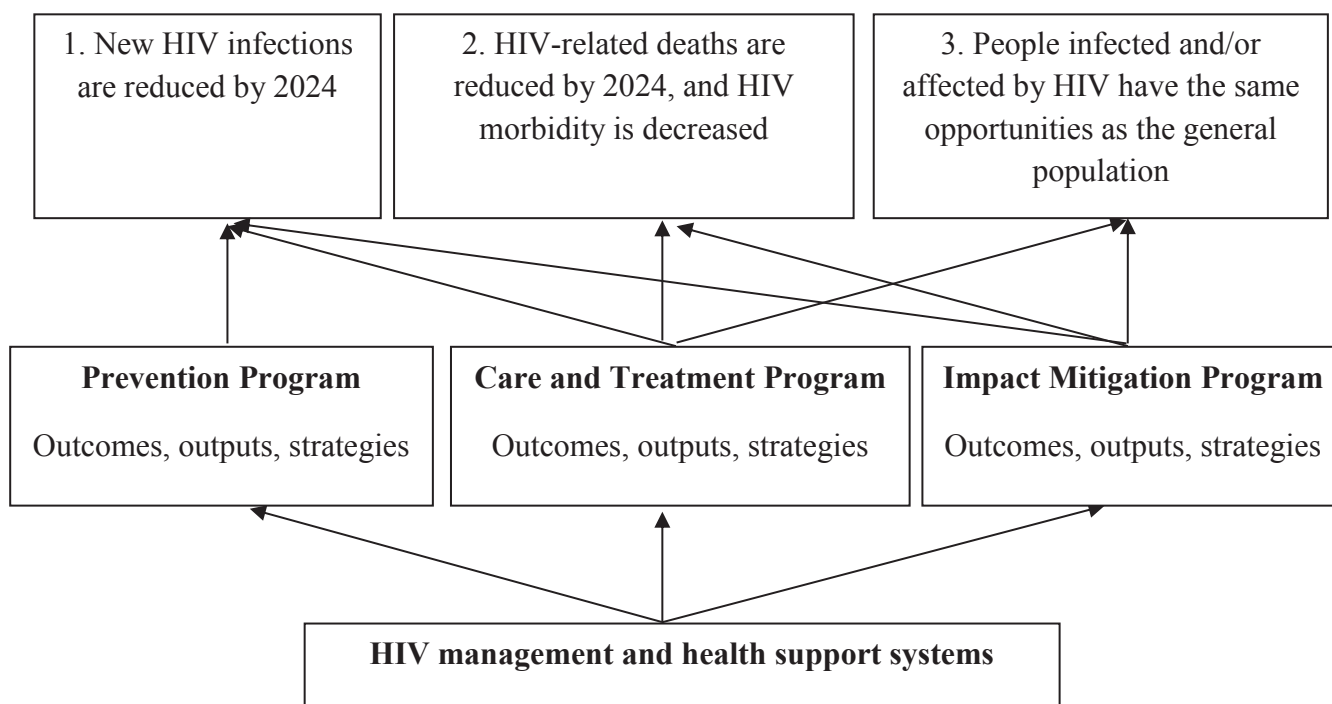 1. New HIV infections
are reduced by 2024
2. HIV-related deaths are
reduced by 2024, and HIV
morbidity is decreased
3. People infected and/or
affected by HIV have the same
opportunities as the general
population
Prevention Program
Outcomes, outputs, strategies
Care and Treatment Program
Outcomes, outputs, strategies
Impact Mitigation Program
Outcomes, outputs, strategies
HIV management and health support systems